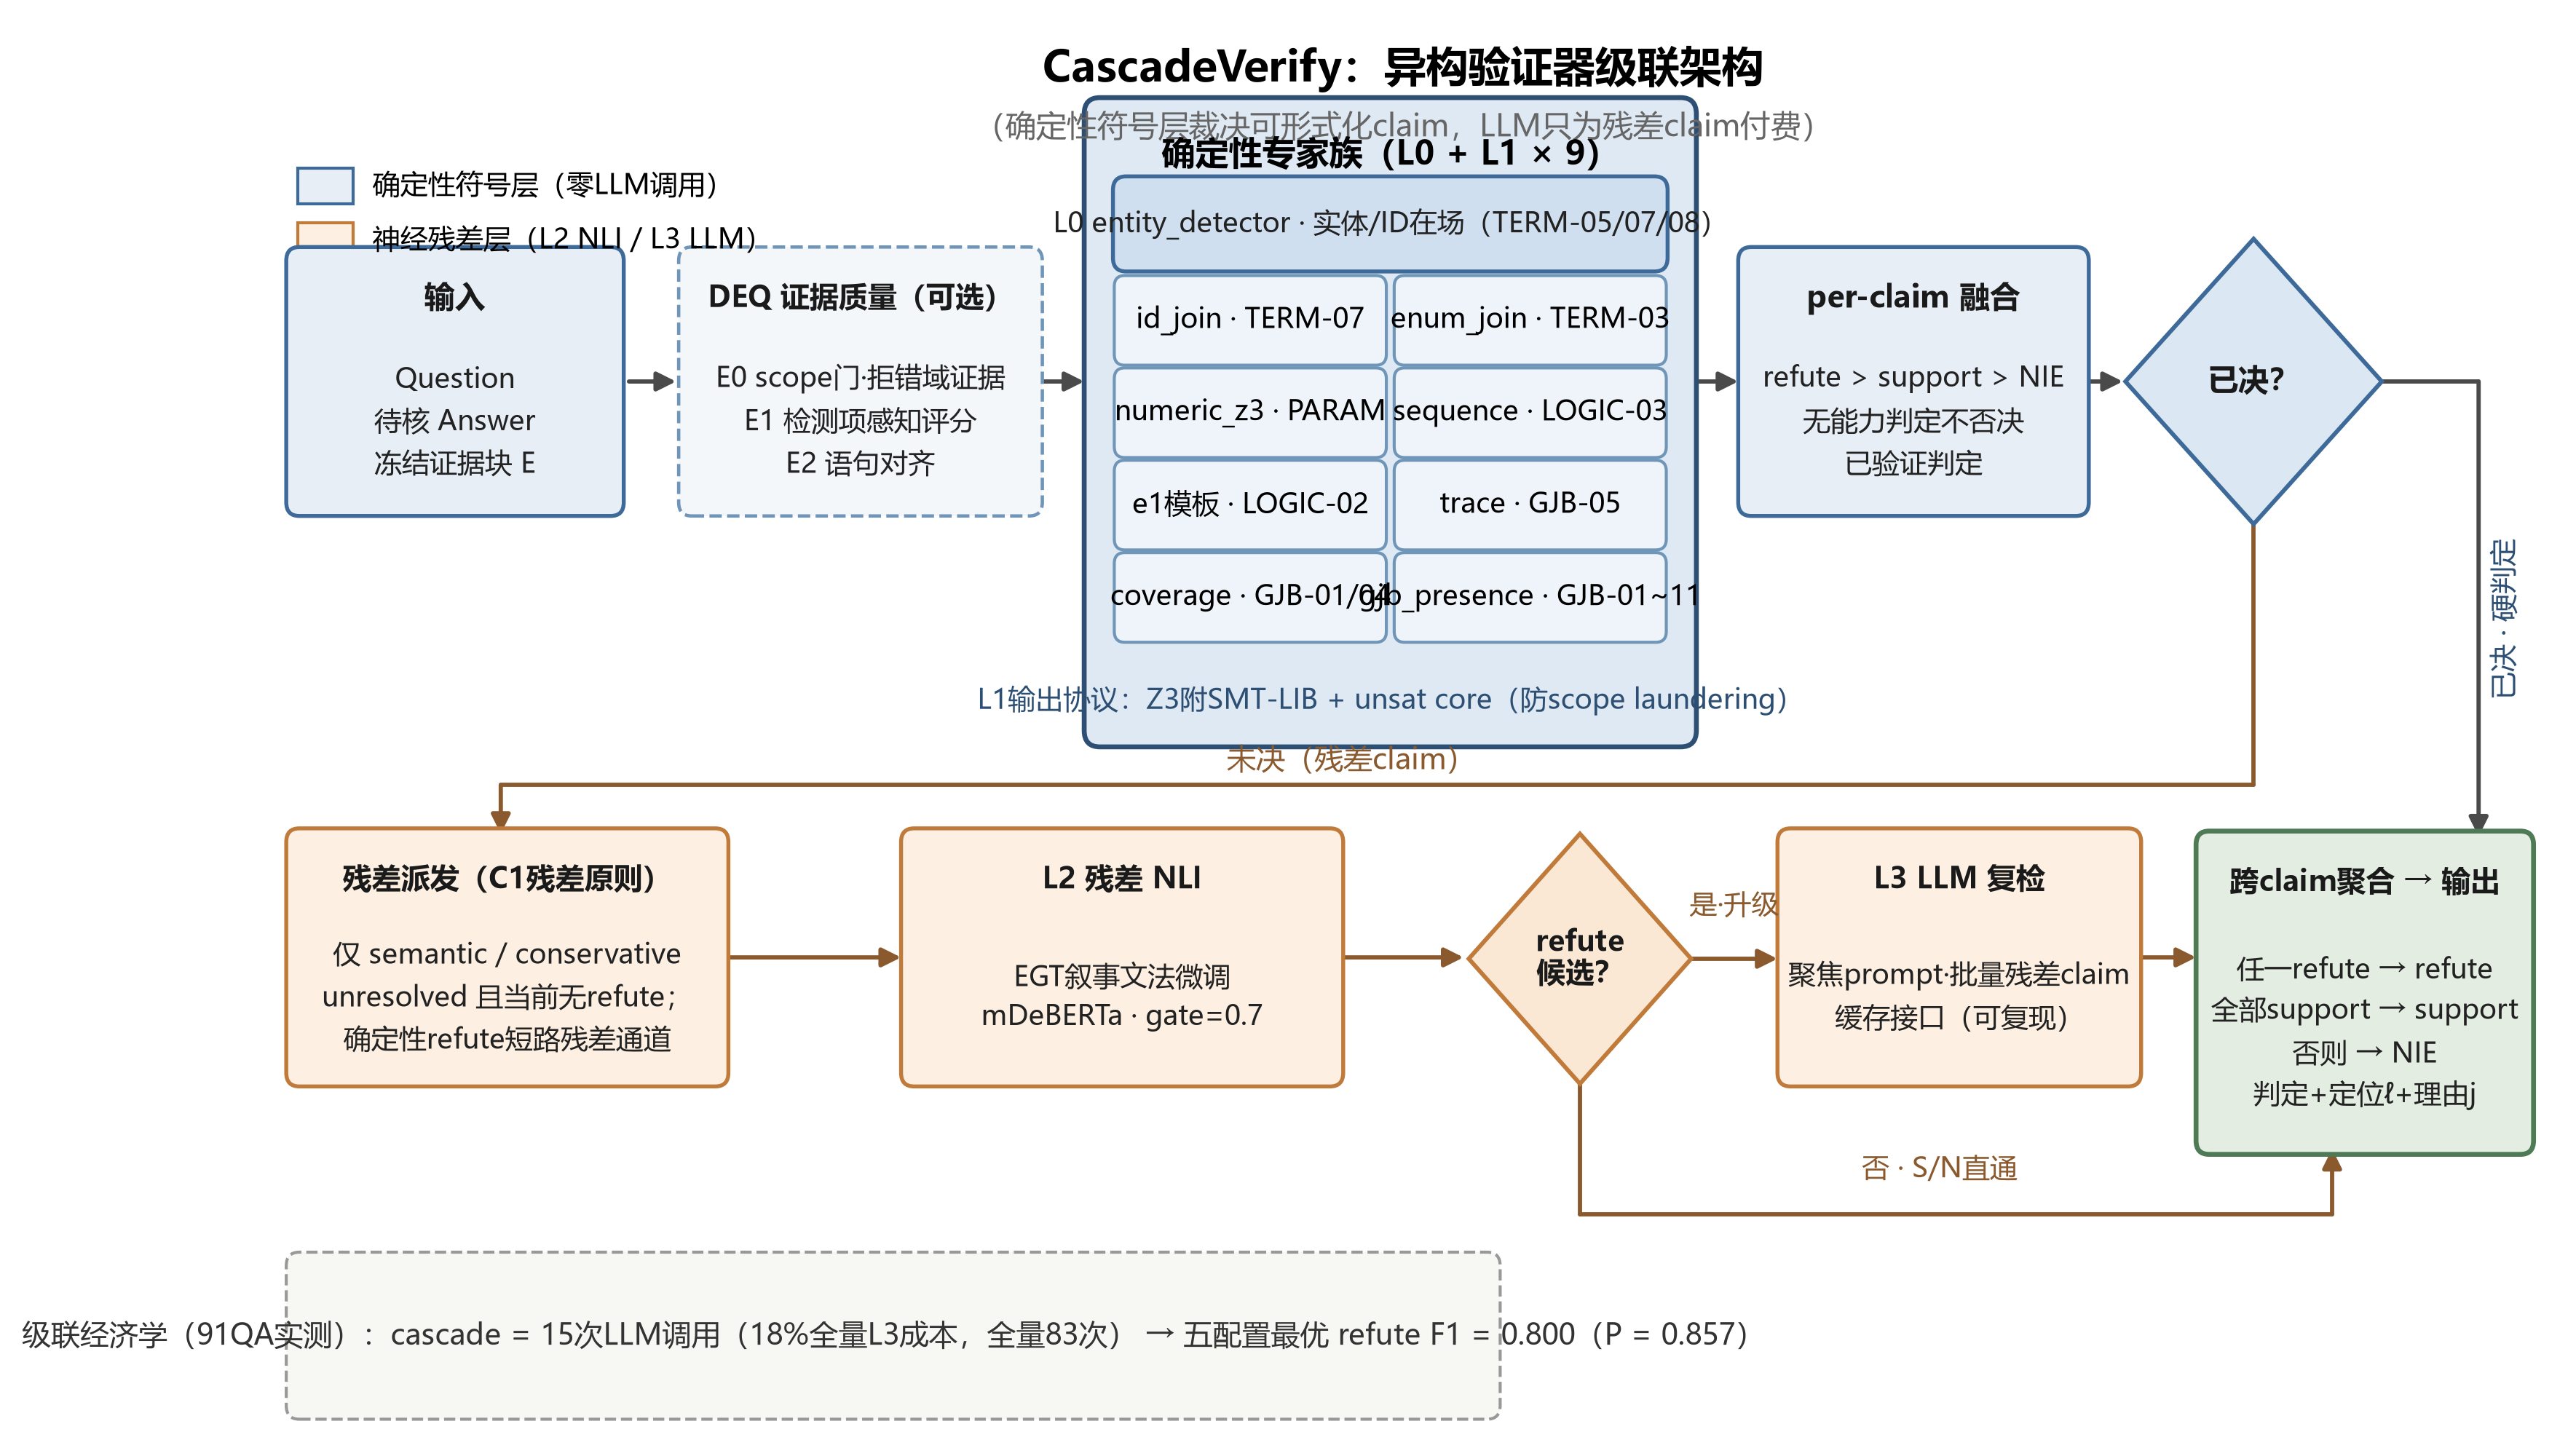 CascadeVerify：异构验证器级联架构
（确定性符号层裁决可形式化claim，LLM只为残差claim付费）
确定性符号层（零LLM调用）
神经残差层（L2 NLI / L3 LLM）
输入
Question
待核 Answer
冻结证据块 E
DEQ 证据质量（可选）
E0 scope门·拒错域证据
E1 检测项感知评分
E2 语句对齐
确定性专家族（L0 + L1 × 9）
L0 entity_detector · 实体/ID在场（TERM-05/07/08）
id_join · TERM-07
enum_join · TERM-03
numeric_z3 · PARAM
sequence · LOGIC-03
e1模板 · LOGIC-02
trace · GJB-05
coverage · GJB-01/04
gjb_presence · GJB-01~11
L1输出协议：Z3附SMT-LIB + unsat core（防scope laundering）
per-claim 融合
refute > support > NIE
无能力判定不否决
已验证判定
已决？
已决 · 硬判定
未决（残差claim）
残差派发（C1残差原则）
仅 semantic / conservative
unresolved 且当前无refute；
确定性refute短路残差通道
L2 残差 NLI
EGT叙事文法微调
mDeBERTa · gate=0.7
refute
候选？
是·升级
L3 LLM 复检
聚焦prompt·批量残差claim
缓存接口（可复现）
跨claim聚合 → 输出
任一refute → refute
全部support → support
否则 → NIE
判定+定位ℓ+理由j
否 · S/N直通
级联经济学（91QA实测）：cascade = 15次LLM调用（18%全量L3成本，全量83次） → 五配置最优 refute F1 = 0.800（P = 0.857）